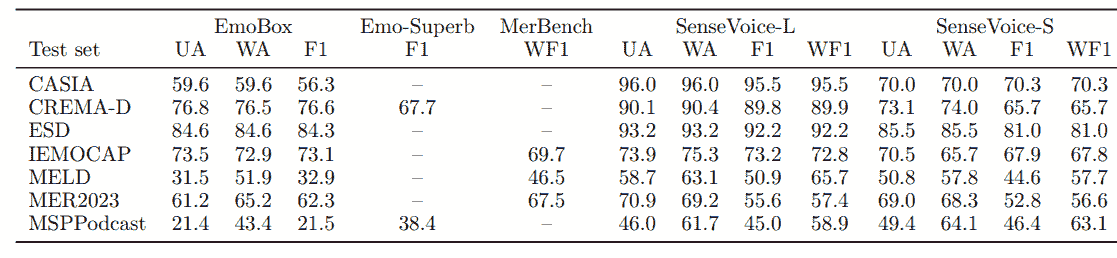 EmoBox Emo-Superb MerBench SenseVoice-L SenseVoice-S
Test set UA WA F1 F1 WF1 UA WA F1 WF1 UA WA F1 WF1
CASIA 59.6 59.6 56.3 – – 96.0 96.0 95.5 95.5 70.0 70.0 70.3 70.3
CREMA-D 76.8 76.5 76.6 67.7 – 90.1 90.4 89.8 89.9 73.1 74.0 65.7 65.7
ESD 84.6 84.6 84.3 – – 93.2 93.2 92.2 92.2 85.5 85.5 81.0 81.0
IEMOCAP 73.5 72.9 73.1 – 69.7 73.9 75.3 73.2 72.8 70.5 65.7 67.9 67.8
MELD 31.5 51.9 32.9 – 46.5 58.7 63.1 50.9 65.7 50.8 57.8 44.6 57.7
MER2023 61.2 65.2 62.3 – 67.5 70.9 69.2 55.6 57.4 69.0 68.3 52.8 56.6
MSPPodcast 21.4 43.4 21.5 38.4 – 46.0 61.7 45.0 58.9 49.4 64.1 46.4 63.1